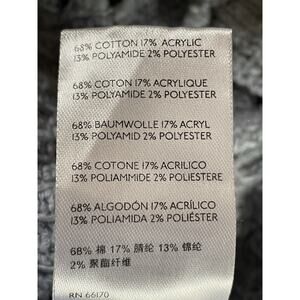 68% COTTON 17% ACRYLIC
13% POLYAMIDE 2% POLYESTER
68% COTON 17% ACRYLIQUE
13% POLYAMIDE 2% POLYESTER
68% BAUMWOLLE 17% ACRYL
13% POLYAMID 2% POLYESTER
68% COTONE 17% ACRILICO
13% POLIAMMIDE 2% POLIESTERE
68% ALGODÓN 17% ACRÍLICO
13% POLIAMIDA 2% POLIÉSTER
68% 棉 17% 腈纶 13% 锦纶
2% 聚酯纤维
RN 66170